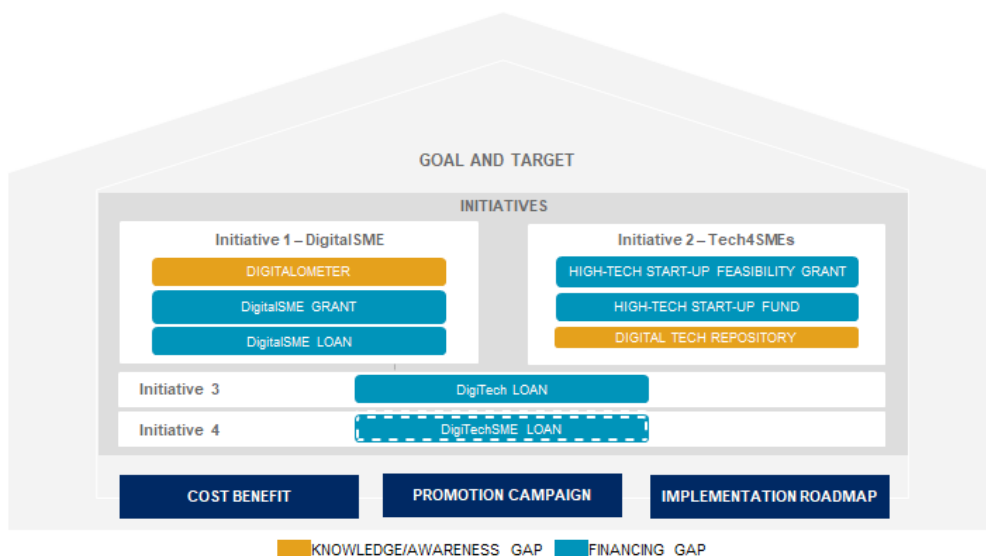 GOAL AND TARGET
INITIATIVES
Initiative 1 – DigitalSME
DIGITALOMETER
DigitalSME GRANT
DigitalSME LOAN
Initiative 2 – Tech4SMEs
HIGH-TECH START-UP FEASIBILITY GRANT
HIGH-TECH START-UP FUND
DIGITAL TECH REPOSITORY
Initiative 3
DigiTech LOAN
Initiative 4
DigiTechSME LOAN
COST BENEFIT
PROMOTION CAMPAIGN
IMPLEMENTATION ROADMAP
KNOWLEDGE/AWARENESS GAP
FINANCING GAP